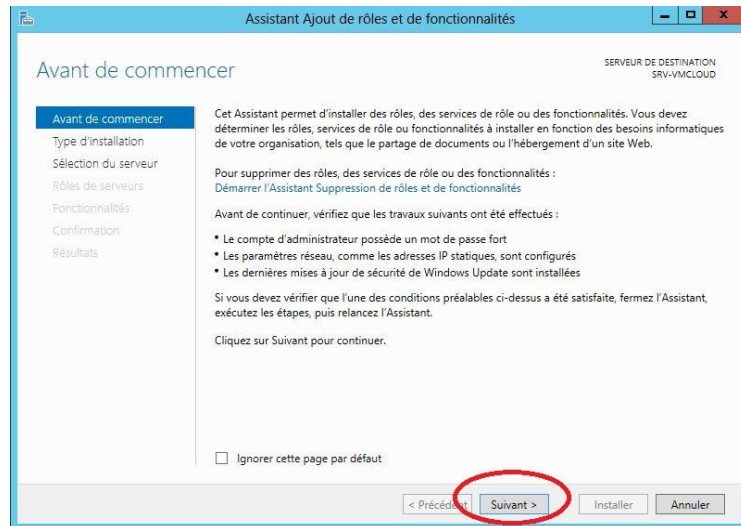 Assistant Ajout de rôles et de fonctionnalités
Avant de commencer
SERVEUR DE DESTINATION
SRV-VMCLOUD
Avant de commencer
Type d'installation
Sélection du serveur
Rôles de serveurs
Fonctionnalités
Confirmation
Résultats
Cet Assistant permet d'installer des rôles, des services de rôle ou des fonctionnalités. Vous devez
déterminer les rôles, services de rôle ou fonctionnalités à installer en fonction des besoins informatiques
de votre organisation, tels que le partage de documents ou l'hébergement d'un site Web.
Pour supprimer des rôles, des services de rôle ou des fonctionnalités :
Démarrer l'Assistant Suppression de rôles et de fonctionnalités
Avant de continuer, vérifiez que les travaux suivants ont été effectués :
• Le compte d'administrateur possède un mot de passe fort
• Les paramètres réseau, comme les adresses IP statiques, sont configurés
• Les dernières mises à jour de sécurité de Windows Update sont installées
Si vous devez vérifier que l'une des conditions préalables ci-dessus a été satisfaite, fermez l'Assistant,
exécutez les étapes, puis relancez l'Assistant.
Cliquez sur Suivant pour continuer.
Ignorer cette page par défaut
< Précédent
Suivant >
Installer
Annuler